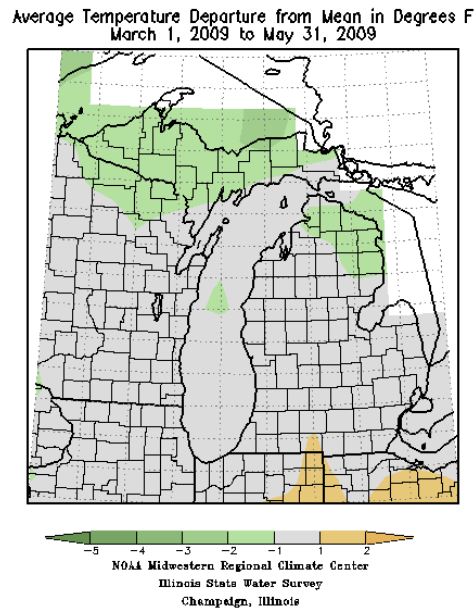 Average Temperature Departure from Mean in Degrees F
March 1, 2009 to May 31, 2009
-5 -4 -3 -2 -1 1 2
NOAA Midwestern Regional Climate Center
Illinois State Water Survey
Champaign, Illinois